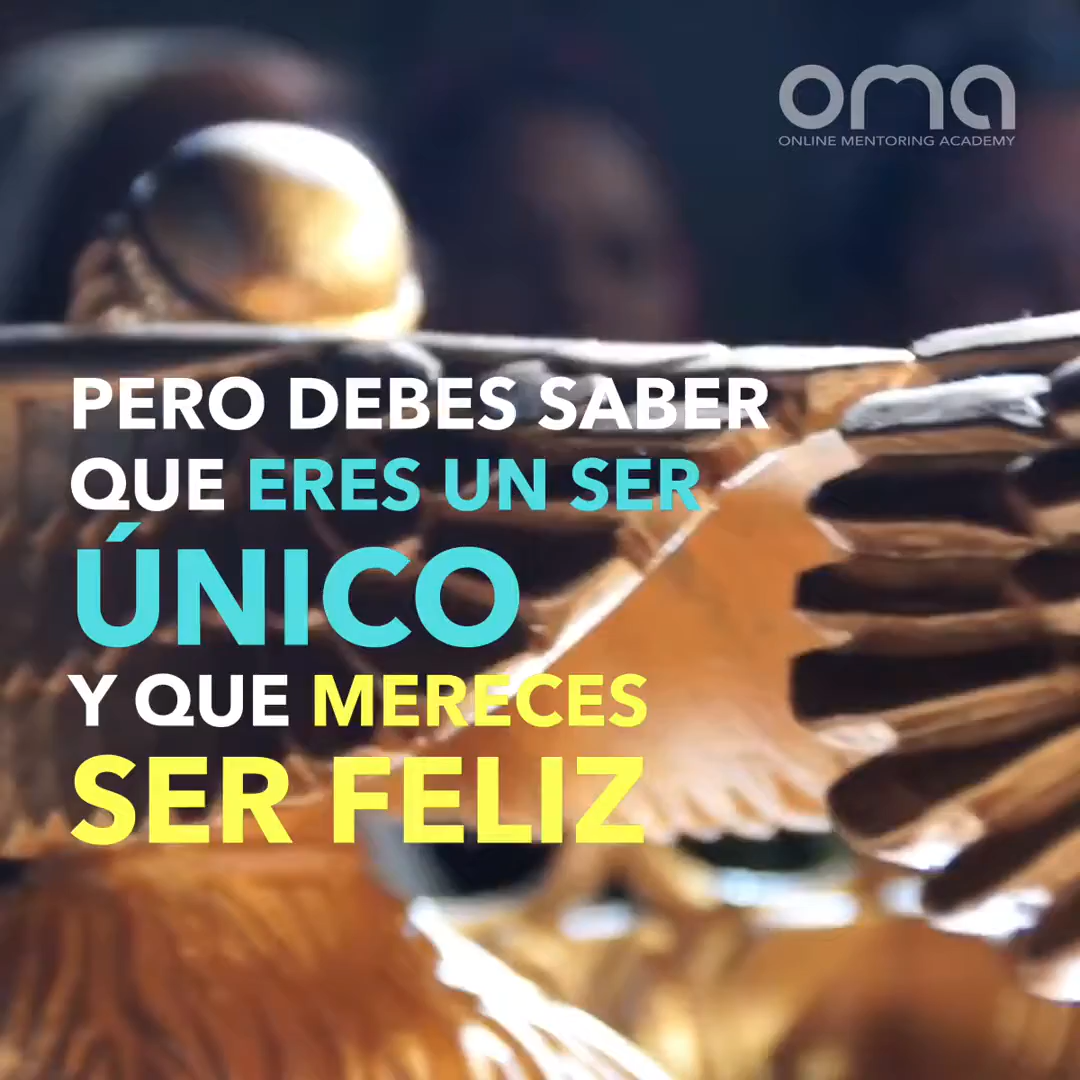 oma
ONLINE MENTORING ACADEMY
PERO DEBES SABER
QUE ERES UN SER
ÚNICO
Y QUE MERECES
SER FELIZ